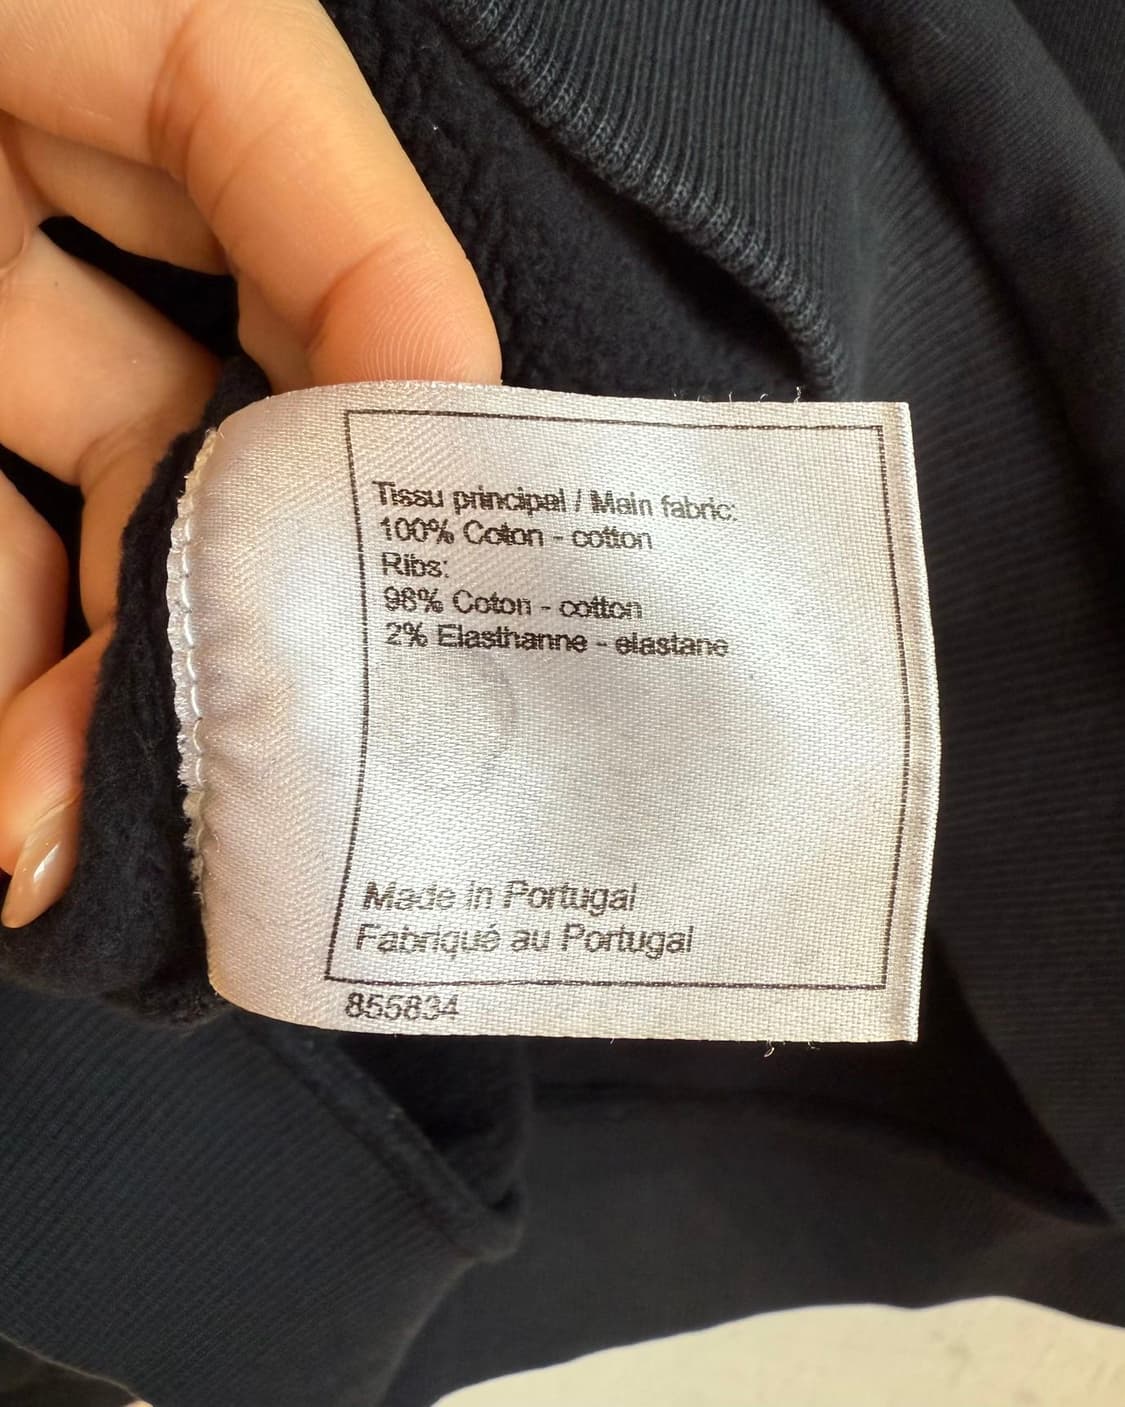 Tissu principal / Main fabric:
100% Coton - cotton
Ribs:
98% Coton - cotton
2% Elasthanne - elastane
Made in Portugal
Fabriqué au Portugal
855834